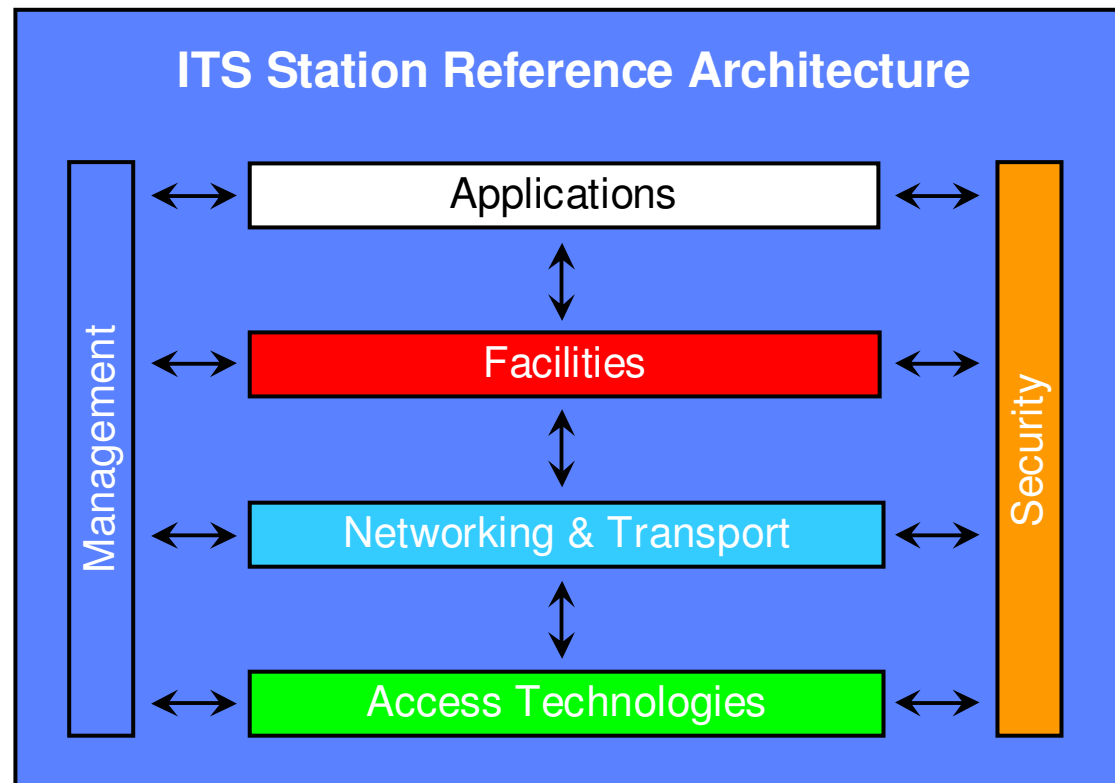 ITS Station Reference Architecture
Applications
Facilities
Networking & Transport
Access Technologies
Management
Security